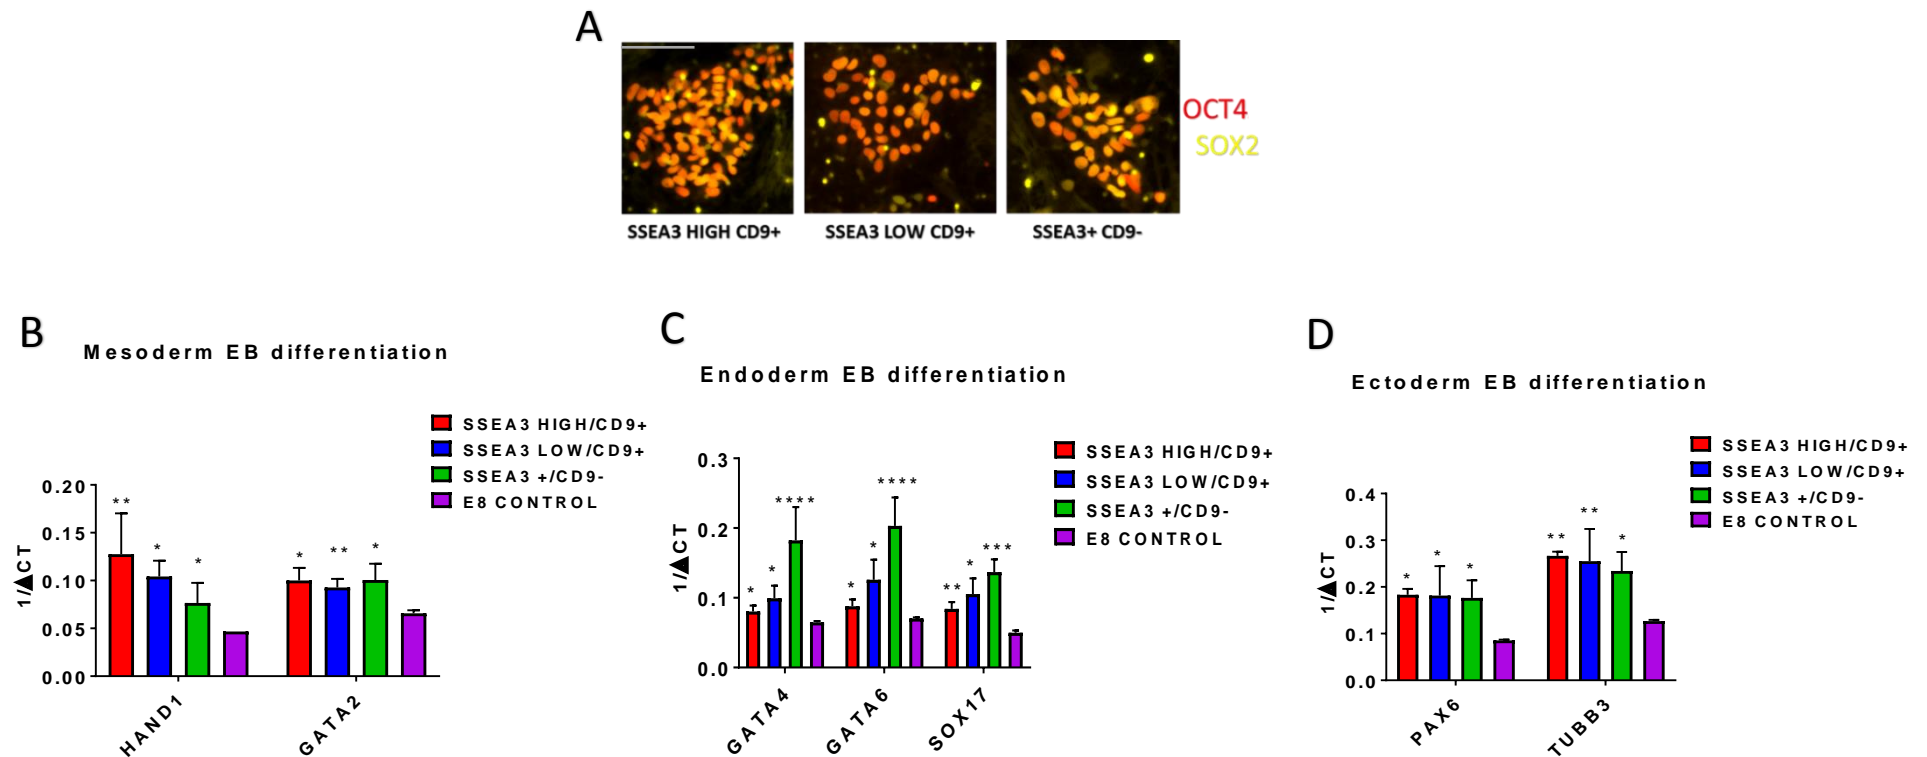 A
OCT4
SOX2
SSEA3 HIGH CD9+
SSEA3 LOW CD9+
SSEA3+ CD9-
B
Mesoderm EB differentiation
SSEA3 HIGH/CD9+
SSEA3 LOW/CD9+
SSEA3 +/CD9-
E8 CONTROL
1/▲CT
0.20
0.15
0.10
0.05
0.00
**
*
*
*
**
*
HAND1
GATA2
C
Endoderm EB differentiation
SSEA3 HIGH/CD9+
SSEA3 LOW/CD9+
SSEA3 +/CD9-
E8 CONTROL
1/▲CT
0.3
0.2
0.1
0.0
*
*
****
*
*
****
**
*
***
GATA4
GATA6
SOX17
D
Ectoderm EB differentiation
SSEA3 HIGH/CD9+
SSEA3 LOW/CD9+
SSEA3 +/CD9-
E8 CONTROL
1/▲CT
0.4
0.3
0.2
0.1
0.0
*
*
*
**
**
*
PAX6
TUBB3